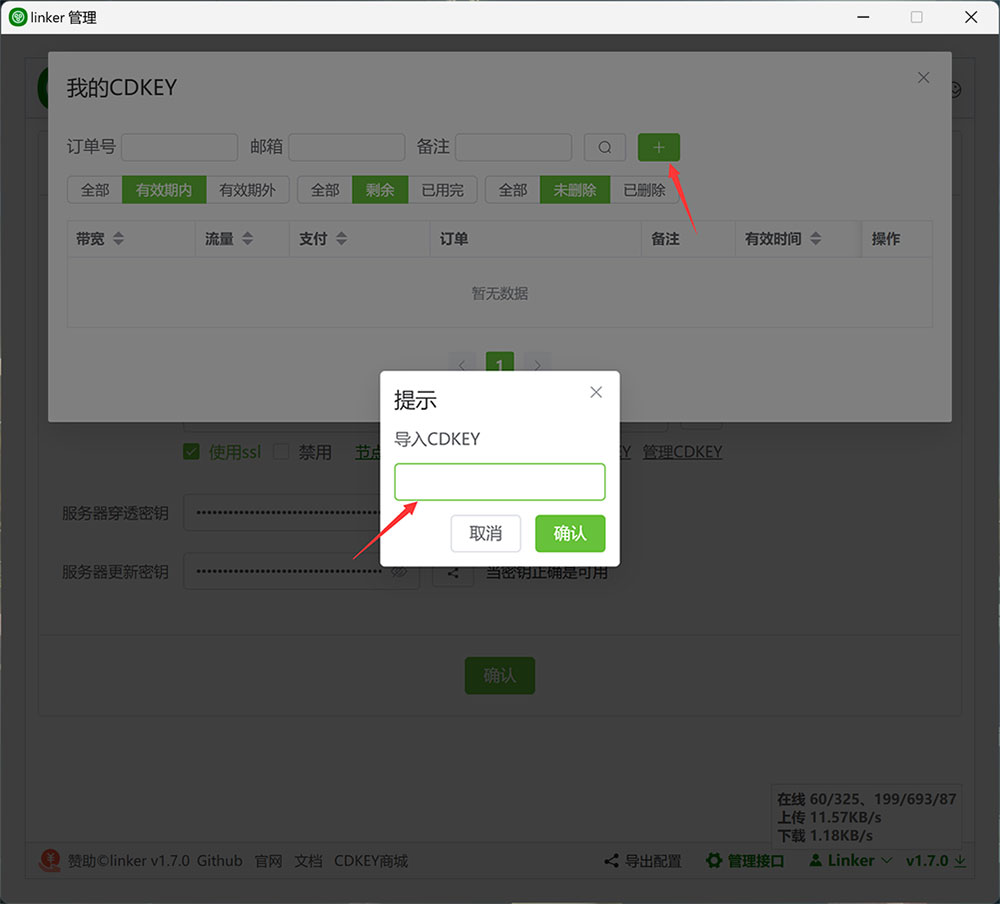 linker 管理
我的CDKEY
订单号 邮箱 备注
全部 有效期内 有效期外 全部 剩余 已用完 全部 未删除 已删除
带宽 流量 支付 订单 备注 有效时间 操作
暂无数据
1
提示
导入CDKEY
取消 确认
使用ssl 禁用 节点 EY 管理CDKEY
服务器穿透密钥
服务器更新密钥 当密钥正确是可用
确认
在线 60/325、199/693/87
上传 11.57KB/s
下载 1.18KB/s
赞助©linker v1.7.0 Github 官网 文档 CDKEY商城 导出配置 管理接口 Linker v1.7.0